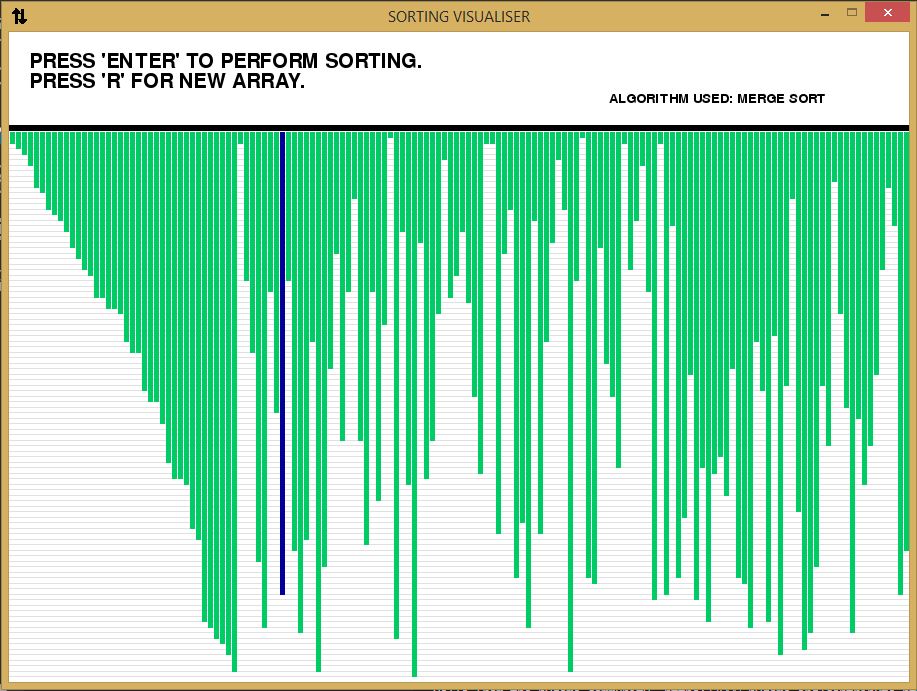 SORTING VISUALISER
PRESS 'ENTER' TO PERFORM SORTING.
PRESS 'R' FOR NEW ARRAY.
ALGORITHM USED: MERGE SORT